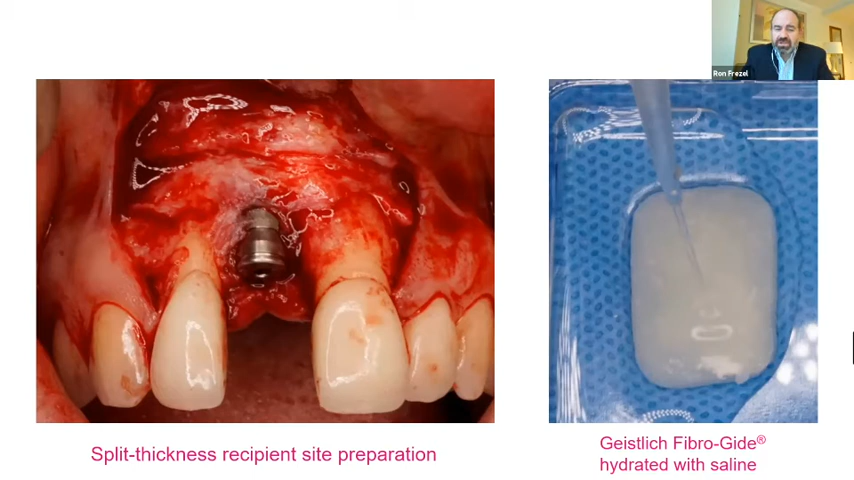 Ron Frezel
Split-thickness recipient site preparation
Geistlich Fibro-Gide®
hydrated with saline